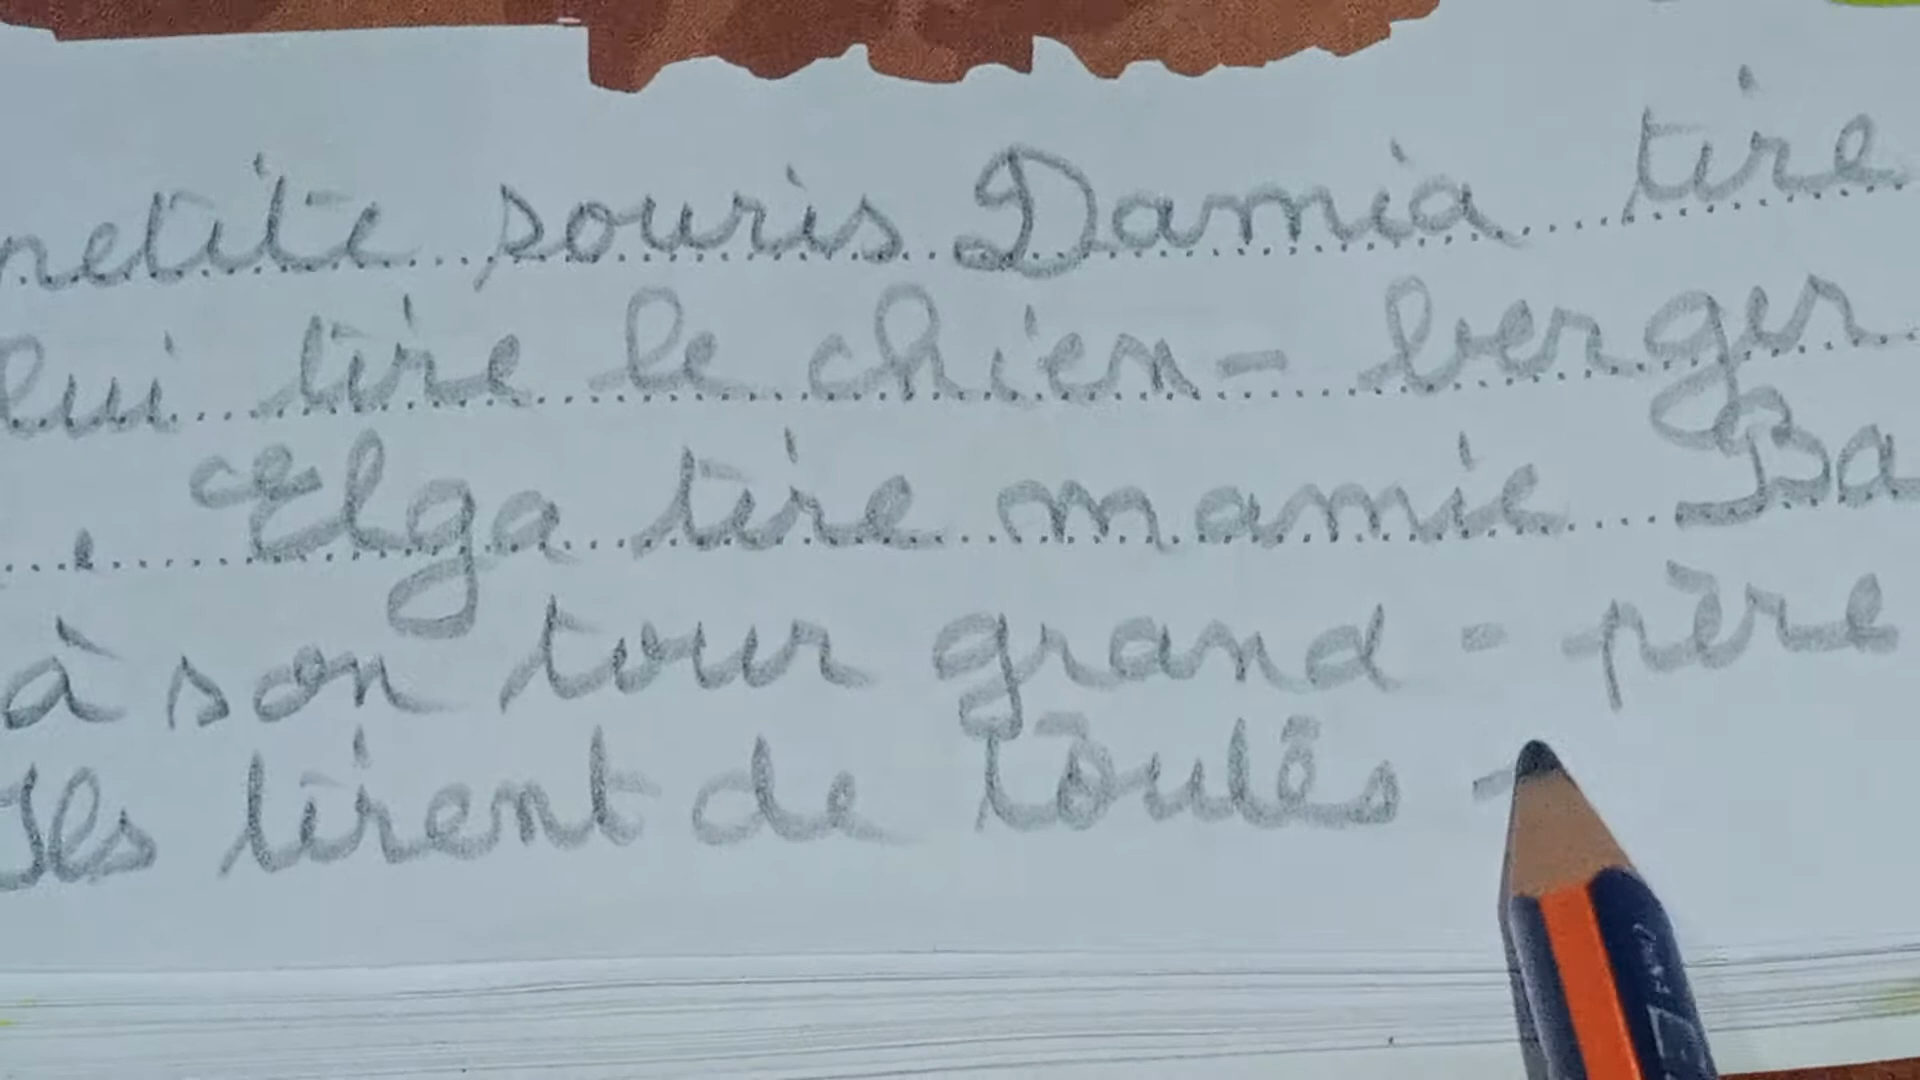 petite souris Damia tire
lui tire le chien-berger
. Elga tire mamie Ba
à son tour grand-père
Ils tirent de toutes -